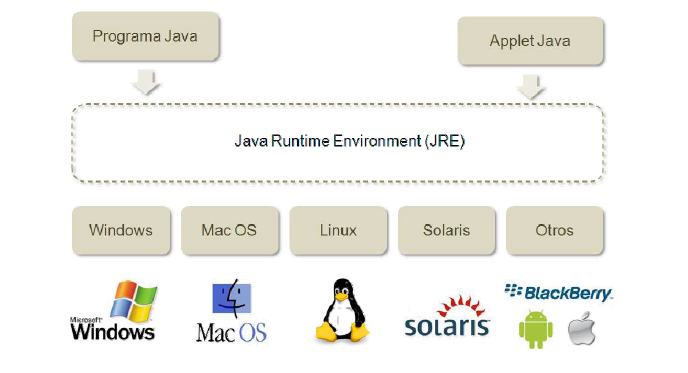 Programa Java
Applet Java
Java Runtime Environment (JRE)
Windows
Mac OS
Linux
Solaris
Otros
Microsoft
Windows
Mac OS
solaris
BlackBerry